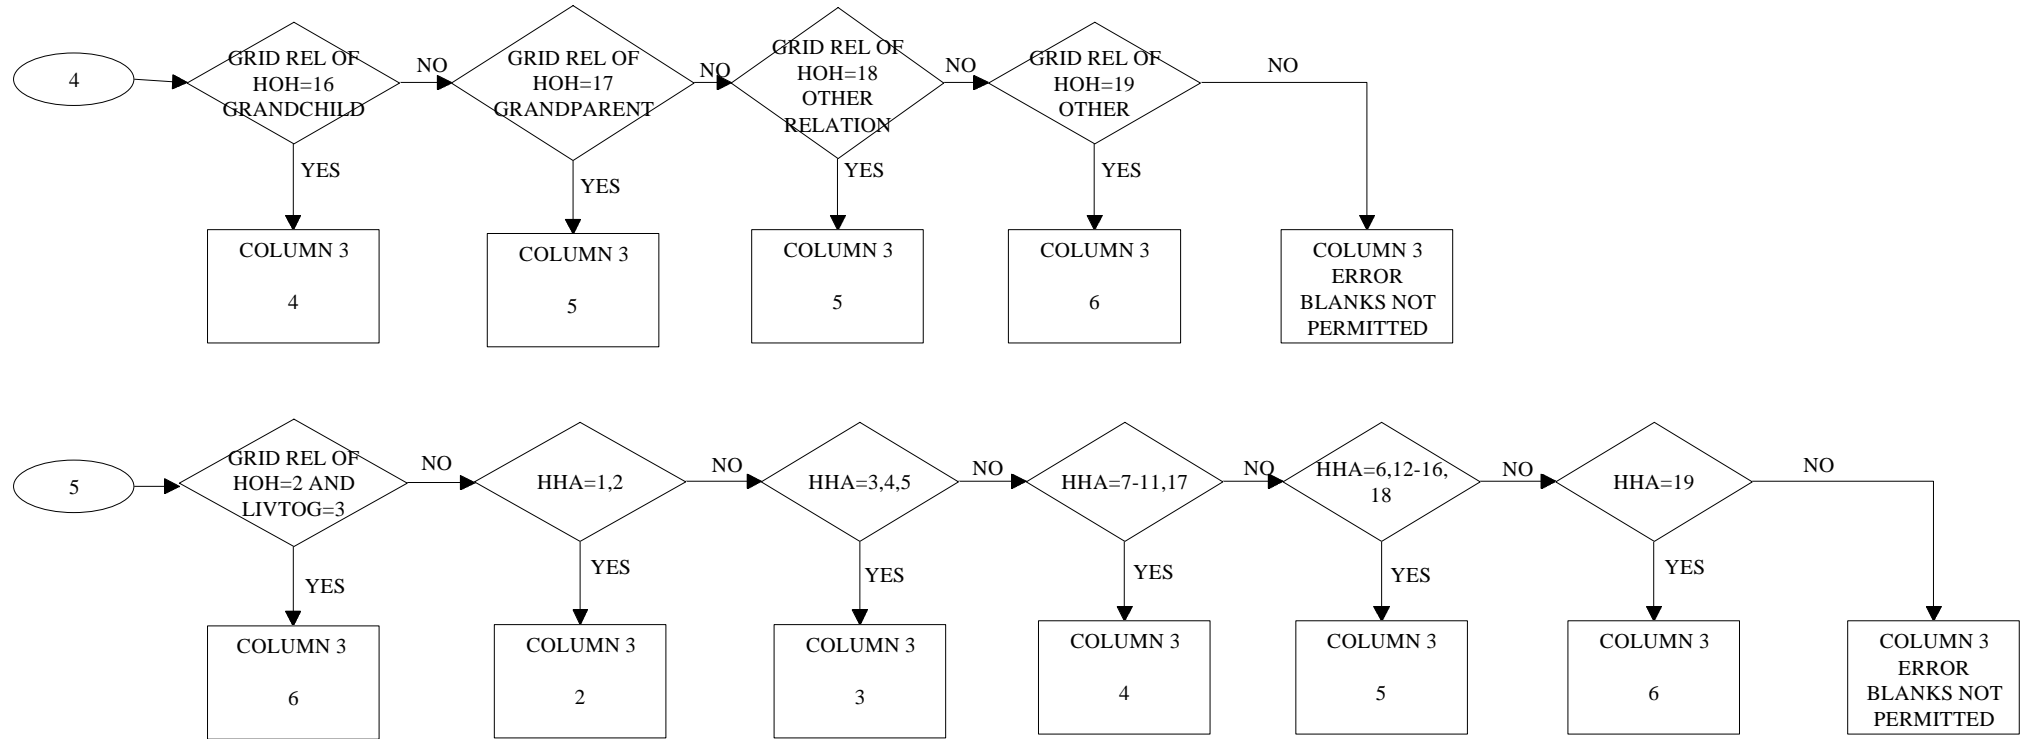 4
GRID REL OF
HOH=16
GRANDCHILD
NO
GRID REL OF
HOH=17
GRANDPARENT
NO
GRID REL OF
HOH=18
OTHER
RELATION
NO
GRID REL OF
HOH=19
OTHER
NO
YES
YES
YES
YES
COLUMN 3
4
COLUMN 3
5
COLUMN 3
5
COLUMN 3
6
COLUMN 3
ERROR
BLANKS NOT
PERMITTED
5
GRID REL OF
HOH=2 AND
LIVTOG=3
NO
HHA=1,2
NO
HHA=3,4,5
NO
HHA=7-11,17
NO
HHA=6,12-16,
18
NO
HHA=19
NO
YES
YES
YES
YES
YES
YES
COLUMN 3
6
COLUMN 3
2
COLUMN 3
3
COLUMN 3
4
COLUMN 3
5
COLUMN 3
6
COLUMN 3
ERROR
BLANKS NOT
PERMITTED